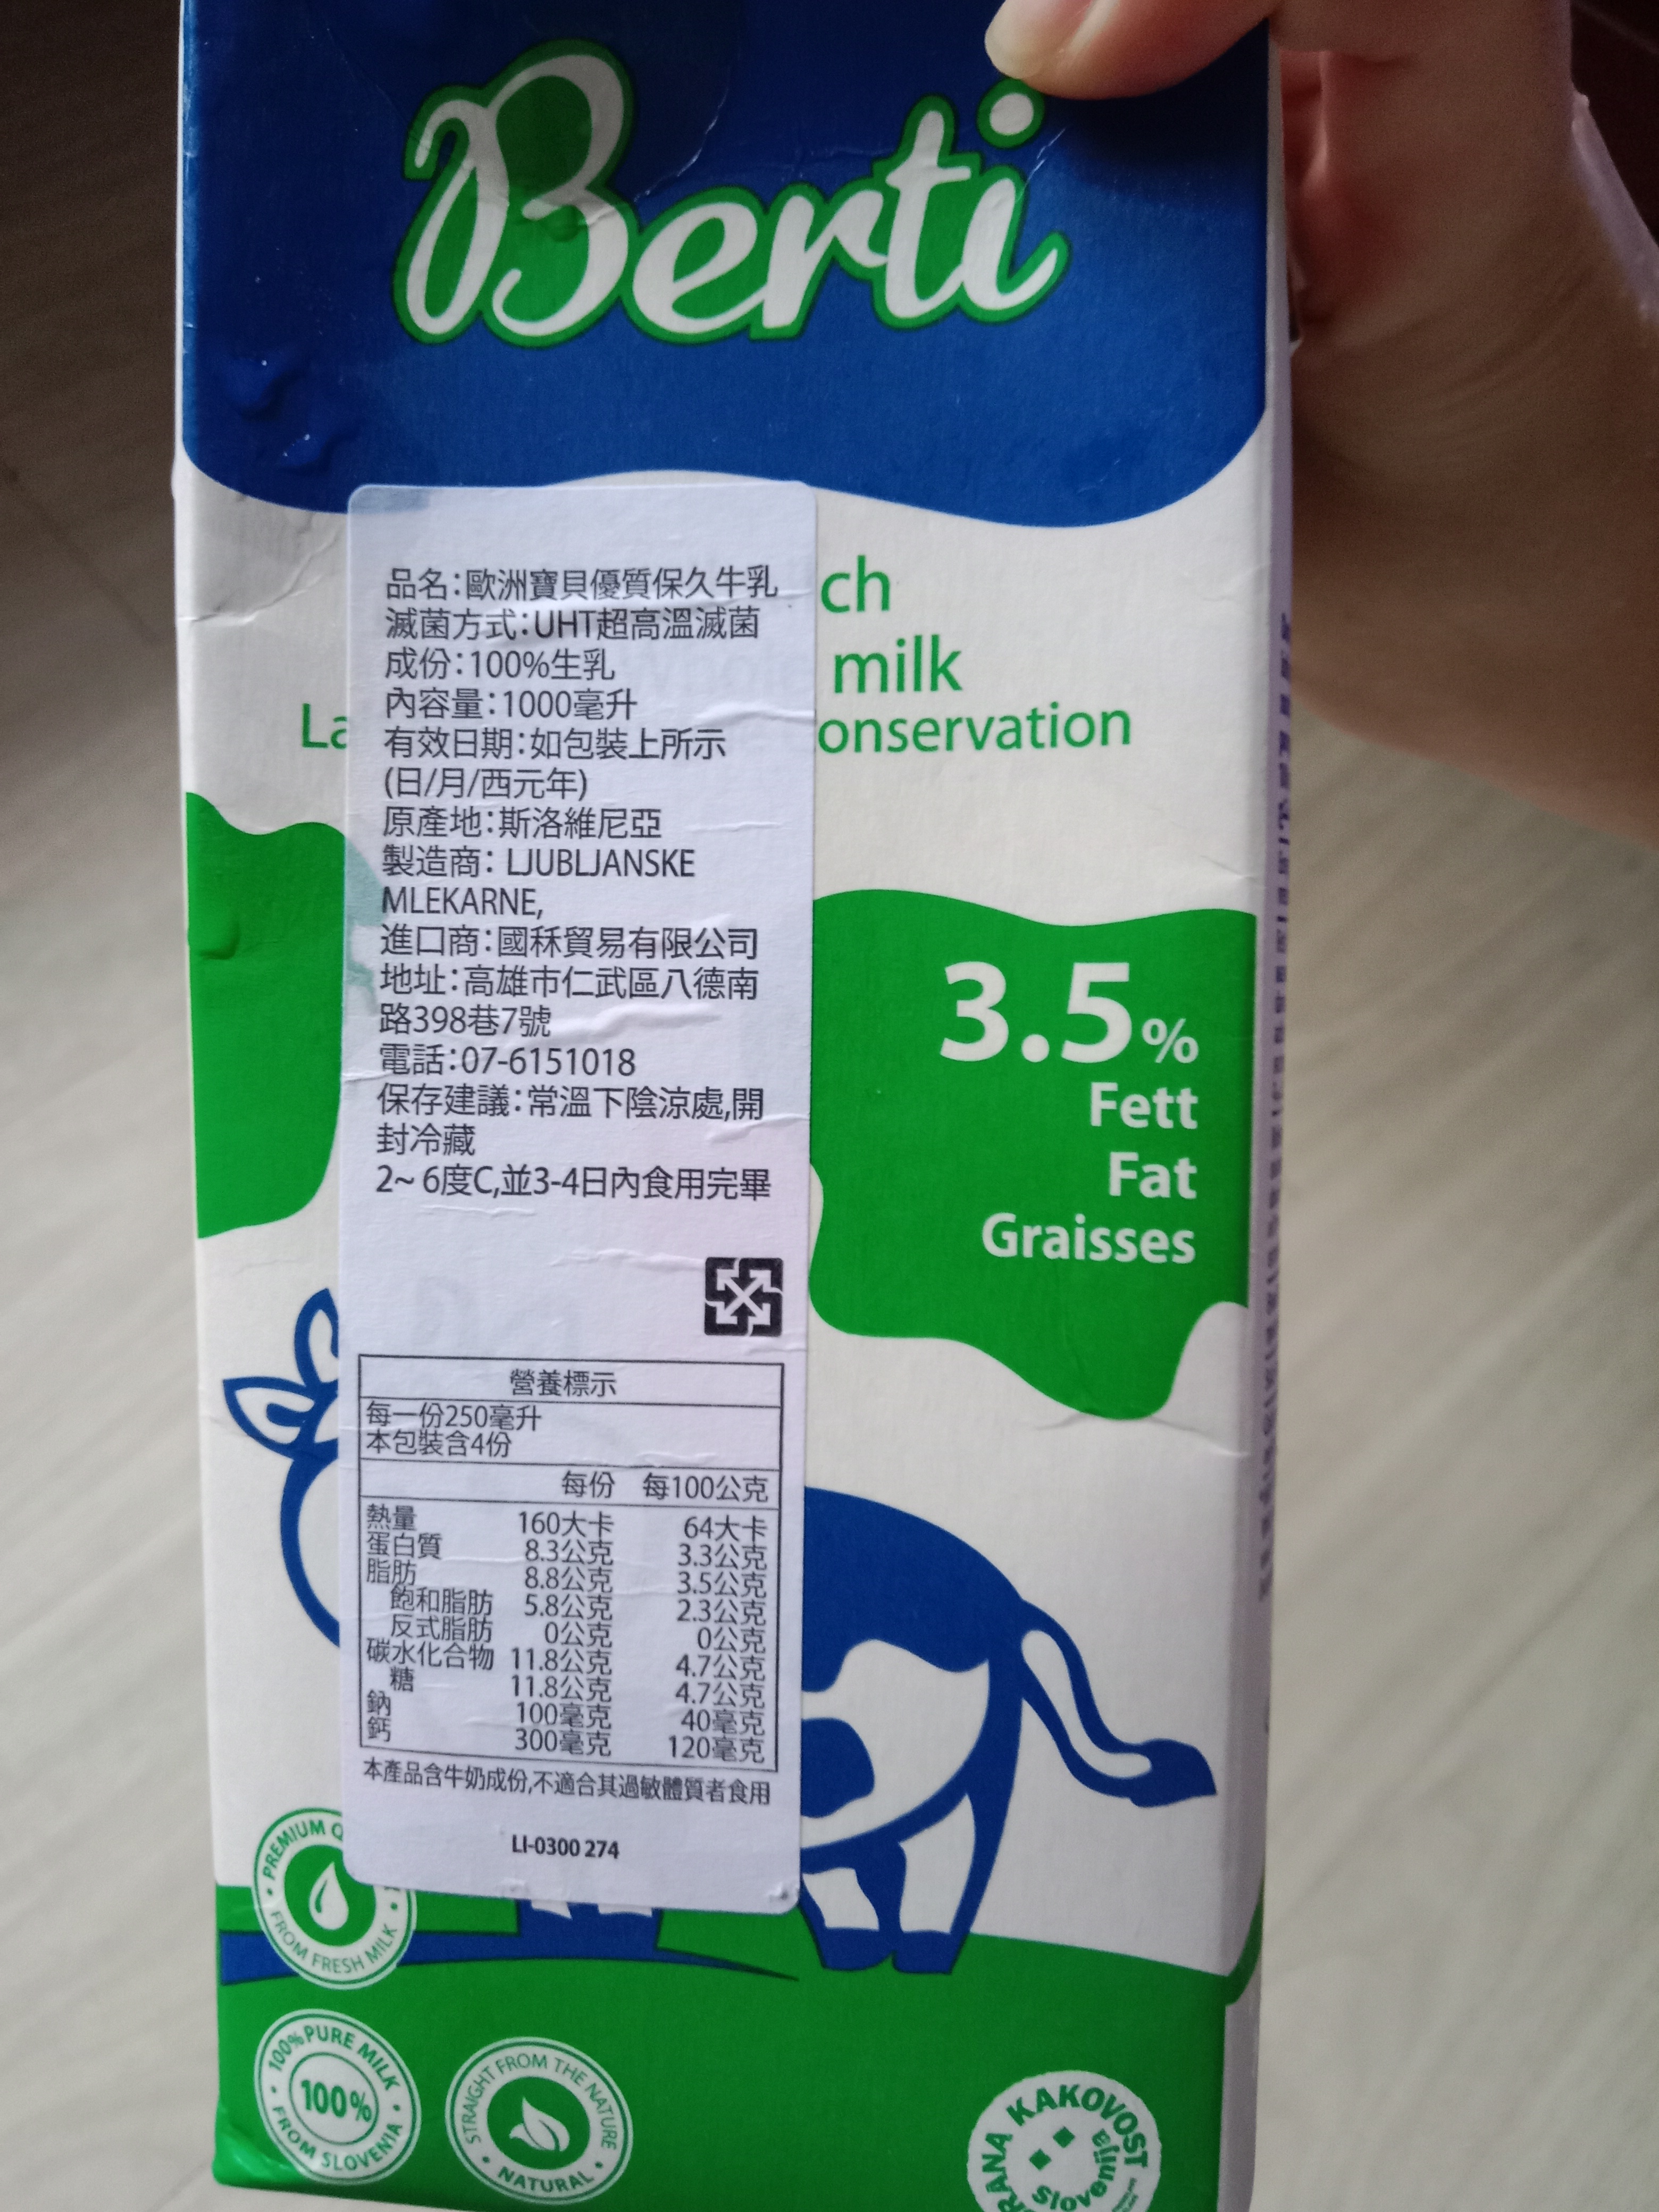 Berti
ch
milk
La
onservation
品名:歐洲寶貝優質保久牛乳
滅菌方式:UHT超高溫滅菌
成份:100%生乳
內容量:1000毫升
有效日期:如包裝上所示
(日/月/西元年)
原產地:斯洛維尼亞
製造商: LJUBLJANSKE
MLEKARNE,
進口商:國秝貿易有限公司
地址:高雄市仁武區八德南
路398巷7號
電話:07-6151018
保存建議:常溫下陰涼處,開
封冷藏
2~ 6度C,並3-4日內食用完畢
3.5%
Fett
Fat
Graisses
營養標示
每一份250毫升
本包裝含4份
每份 每100公克
熱量 160大卡 64大卡
蛋白質 8.3公克 3.3公克
脂肪 8.8公克 3.5公克
飽和脂肪 5.8公克 2.3公克
反式脂肪 0公克 0公克
碳水化合物 11.8公克 4.7公克
糖 11.8公克 4.7公克
鈉 100毫克 40毫克
鈣 300毫克 120毫克
本產品含牛奶成份,不適合其過敏體質者食用
LI-0300 274
PREMIUM Q
FROM FRESH MILK
100% PURE MILK
100%
FROM SLOVENIA
STRAIGHT FROM THE NATURE
NATURAL
RANA KAKOVOST
Slovenija